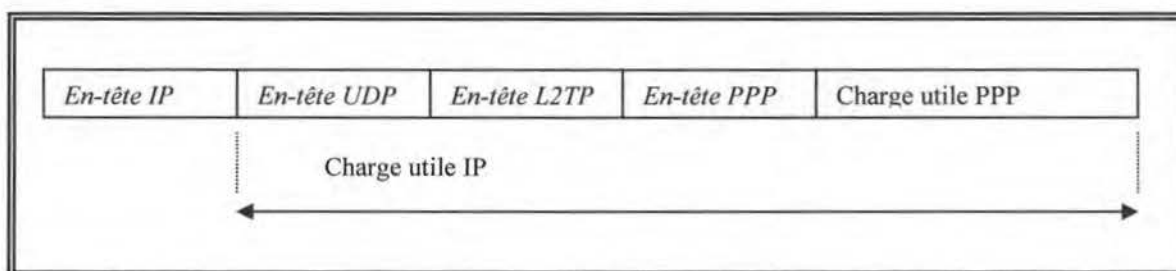 En-tête IP En-tête UDP En-tête L2TP En-tête PPP Charge utile PPP
Charge utile IP